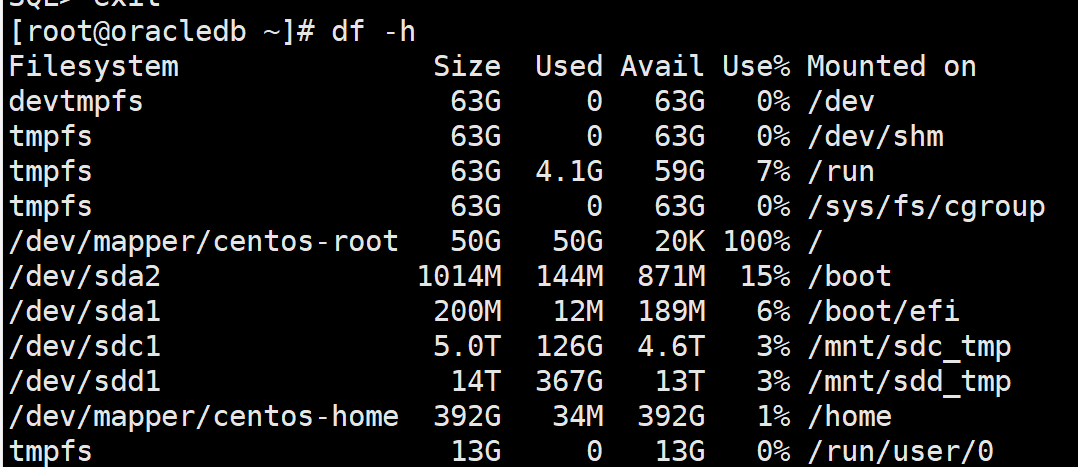 SQL> exit
[root@oracledb ~]# df -h
Filesystem Size Used Avail Use% Mounted on
devtmpfs 63G 0 63G 0% /dev
tmpfs 63G 0 63G 0% /dev/shm
tmpfs 63G 4.1G 59G 7% /run
tmpfs 63G 0 63G 0% /sys/fs/cgroup
/dev/mapper/centos-root 50G 50G 20K 100% /
/dev/sda2 1014M 144M 871M 15% /boot
/dev/sda1 200M 12M 189M 6% /boot/efi
/dev/sdc1 5.0T 126G 4.6T 3% /mnt/sdc_tmp
/dev/sdd1 14T 367G 13T 3% /mnt/sdd_tmp
/dev/mapper/centos-home 392G 34M 392G 1% /home
tmpfs 13G 0 13G 0% /run/user/0